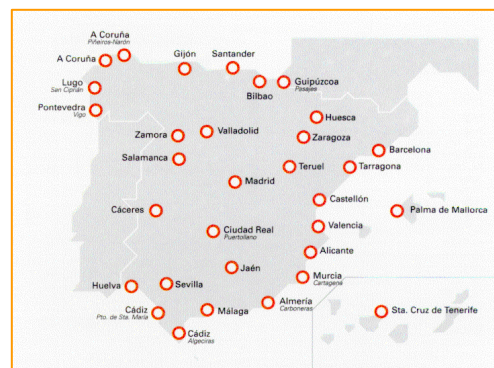 A Coruña
Piñeiros-Narón
A Coruña
Gijón
Santander
Lugo
San Ciprián
Bilbao
Guipúzcoa
Pasajes
Pontevedra
Vigo
Huesca
Zamora
Valladolid
Zaragoza
Barcelona
Salamanca
Teruel
Tarragona
Madrid
Castellón
Cáceres
Palma de Mallorca
Ciudad Real
Puertollano
Valencia
Alicante
Jaén
Murcia
Cartagena
Huelva
Sevilla
Almería
Carboneras
Cádiz
Pto. de Sta. María
Málaga
Sta. Cruz de Tenerife
Cádiz
Algeciras